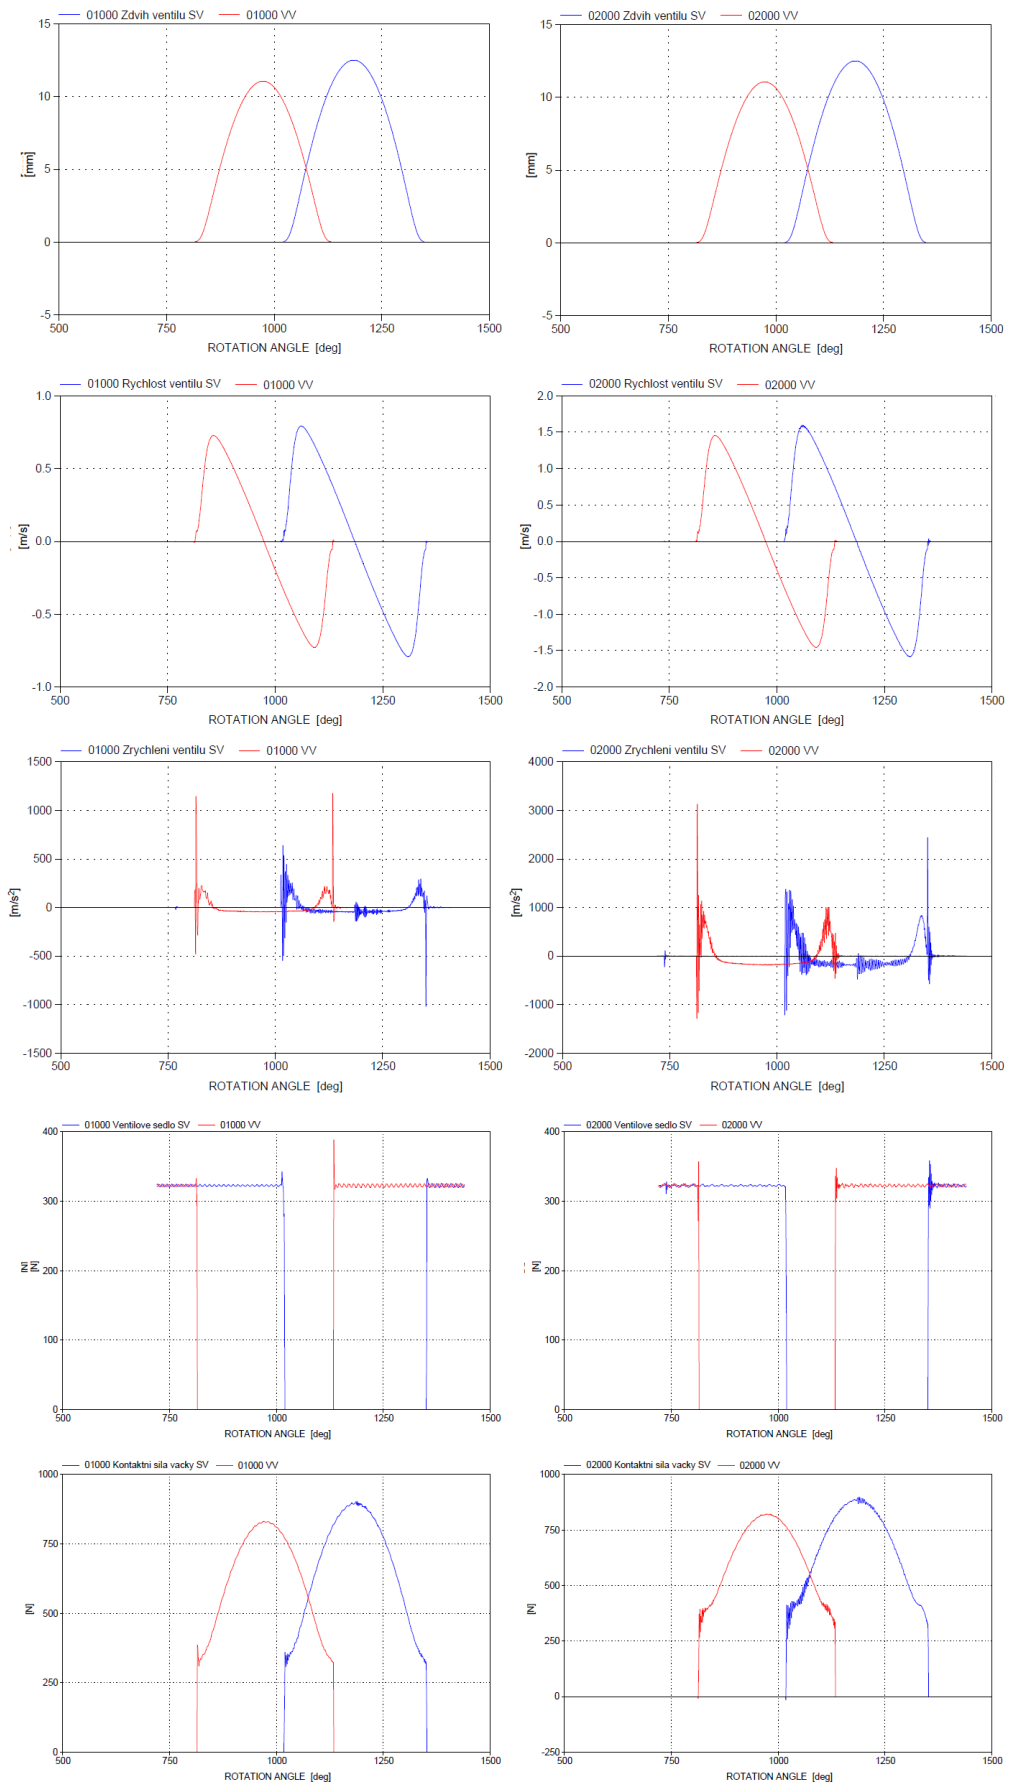 01000 Zdvih ventilu SV 01000 VV
15
10
5
0
-5
[mm]
500 750 1000 1250 1500
ROTATION ANGLE [deg]
02000 Zdvih ventilu SV 02000 VV
15
10
5
0
-5
[mm]
500 750 1000 1250 1500
ROTATION ANGLE [deg]
01000 Rychlost ventilu SV 01000 VV
1.0
0.5
0.0
-0.5
-1.0
[m/s]
500 750 1000 1250 1500
ROTATION ANGLE [deg]
02000 Rychlost ventilu SV 02000 VV
2.0
1.5
1.0
0.5
0.0
-0.5
-1.0
-1.5
-2.0
[m/s]
500 750 1000 1250 1500
ROTATION ANGLE [deg]
01000 Zrychleni ventilu SV 01000 VV
1500
1000
500
0
-500
-1000
-1500
[m/s²]
500 750 1000 1250 1500
ROTATION ANGLE [deg]
02000 Zrychleni ventilu SV 02000 VV
4000
3000
2000
1000
0
-1000
-2000
[m/s²]
500 750 1000 1250 1500
ROTATION ANGLE [deg]
01000 Ventilove sedlo SV 01000 VV
400
300
200
100
0
[N]
[N]
500 750 1000 1250 1500
ROTATION ANGLE [deg]
02000 Ventilove sedlo SV 02000 VV
400
300
200
100
0
[N]
500 750 1000 1250 1500
ROTATION ANGLE [deg]
01000 Kontaktni sila vacky SV 01000 VV
1000
750
500
250
0
[N]
500 750 1000 1250 1500
ROTATION ANGLE [deg]
02000 Kontaktni sila vacky SV 02000 VV
1000
750
500
250
0
-250
[N]
500 750 1000 1250 1500
ROTATION ANGLE [deg]